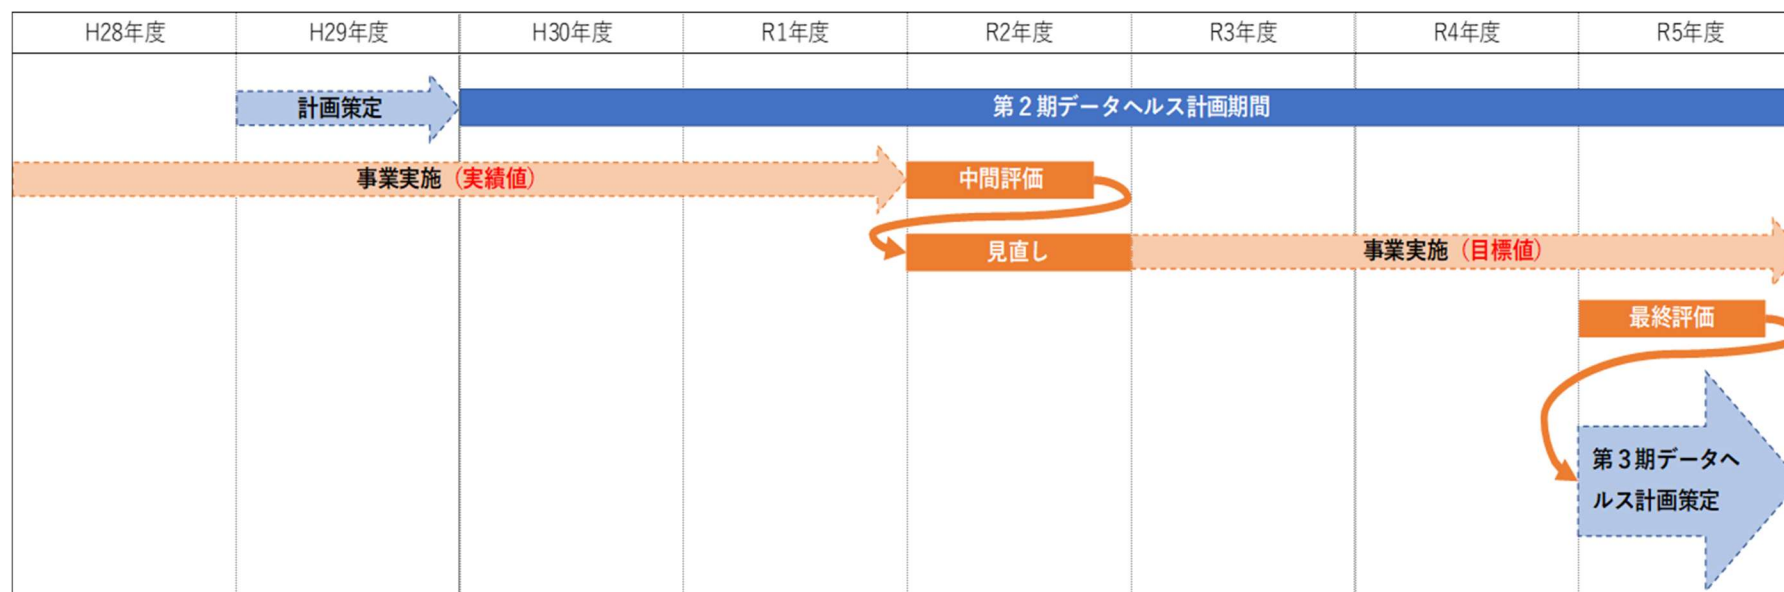 H28年度 H29年度 H30年度 R1年度 R2年度 R3年度 R4年度 R5年度
計画策定 第２期データヘルス計画期間
事業実施（実績値） 中間評価
見直し 事業実施（目標値）
最終評価
第３期データヘ
ルス計画策定